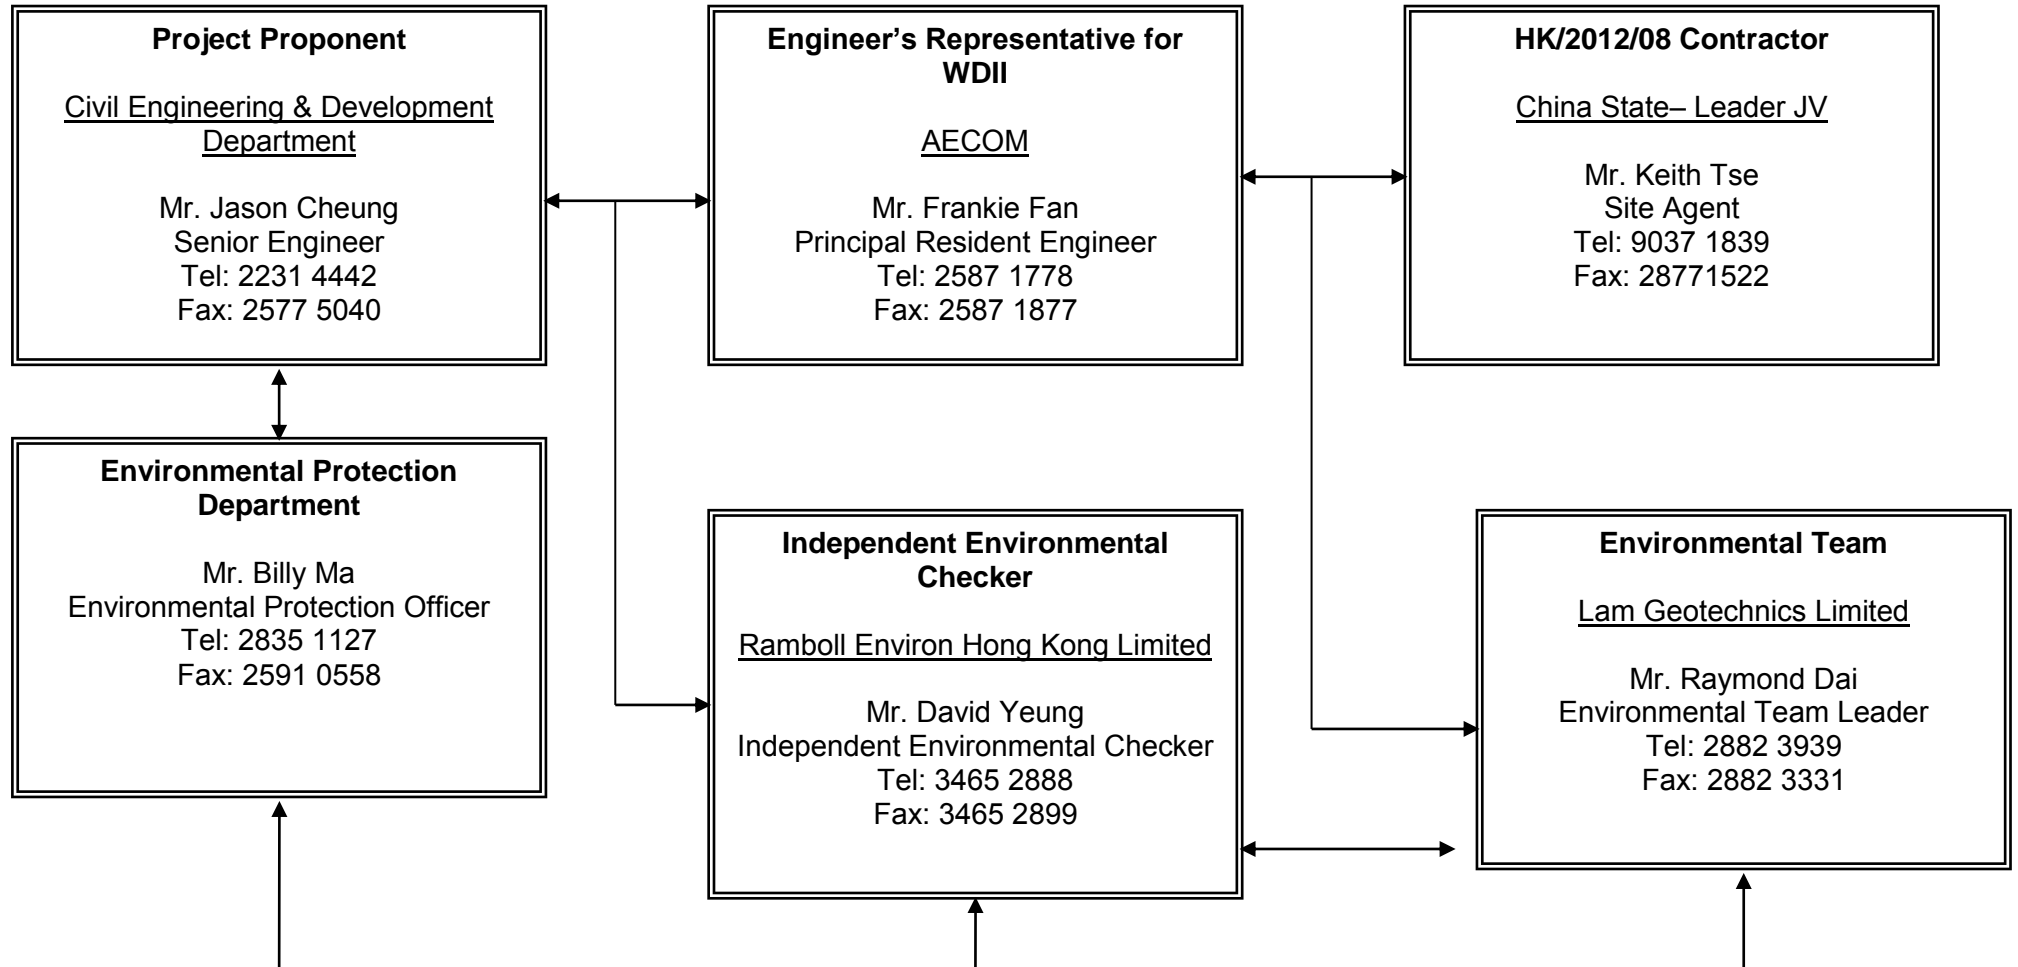 Project Proponent
Civil Engineering & Development
Department
Mr. Jason Cheung
Senior Engineer
Tel: 2231 4442
Fax: 2577 5040
Engineer’s Representative for
WDII
AECOM
Mr. Frankie Fan
Principal Resident Engineer
Tel: 2587 1778
Fax: 2587 1877
HK/2012/08 Contractor
China State– Leader JV
Mr. Keith Tse
Site Agent
Tel: 9037 1839
Fax: 28771522
Environmental Protection
Department
Mr. Billy Ma
Environmental Protection Officer
Tel: 2835 1127
Fax: 2591 0558
Independent Environmental
Checker
Ramboll Environ Hong Kong Limited
Mr. David Yeung
Independent Environmental Checker
Tel: 3465 2888
Fax: 3465 2899
Environmental Team
Lam Geotechnics Limited
Mr. Raymond Dai
Environmental Team Leader
Tel: 2882 3939
Fax: 2882 3331